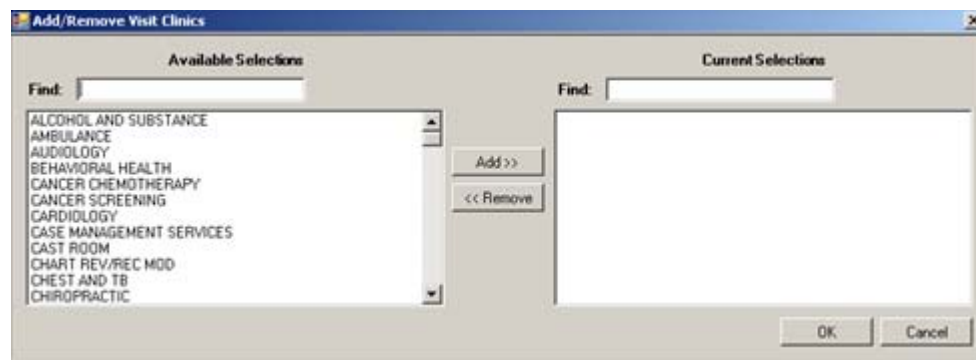 Add/Remove Visit Clinics
Available Selections
Find:
ALCOHOL AND SUBSTANCE
AMBULANCE
AUDIOLOGY
BEHAVIORAL HEALTH
CANCER CHEMOTHERAPY
CANCER SCREENING
CARDIOLOGY
CASE MANAGEMENT SERVICES
CAST ROOM
CHART REV/REC MOD
CHEST AND TB
CHIROPRACTIC
Add >>
<< Remove
Current Selections
Find:
OK Cancel